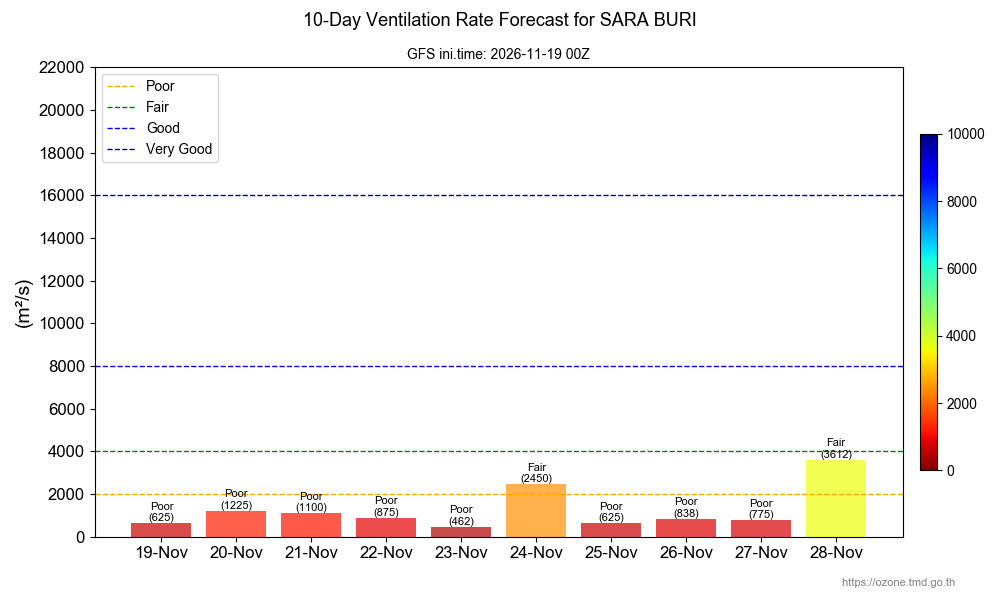 10-Day Ventilation Rate Forecast for SARA BURI
GFS ini.time: 2026-11-19 00Z
(m²/s)
22000
20000
18000
16000
14000
12000
10000
8000
6000
4000
2000
0
Poor
Fair
Good
Very Good
Poor
(625)
Poor
(1225)
Poor
(1100)
Poor
(875)
Poor
(462)
Fair
(2450)
Poor
(625)
Poor
(838)
Poor
(775)
Fair
(3612)
19-Nov
20-Nov
21-Nov
22-Nov
23-Nov
24-Nov
25-Nov
26-Nov
27-Nov
28-Nov
10000
8000
6000
4000
2000
0
https://ozone.tmd.go.th